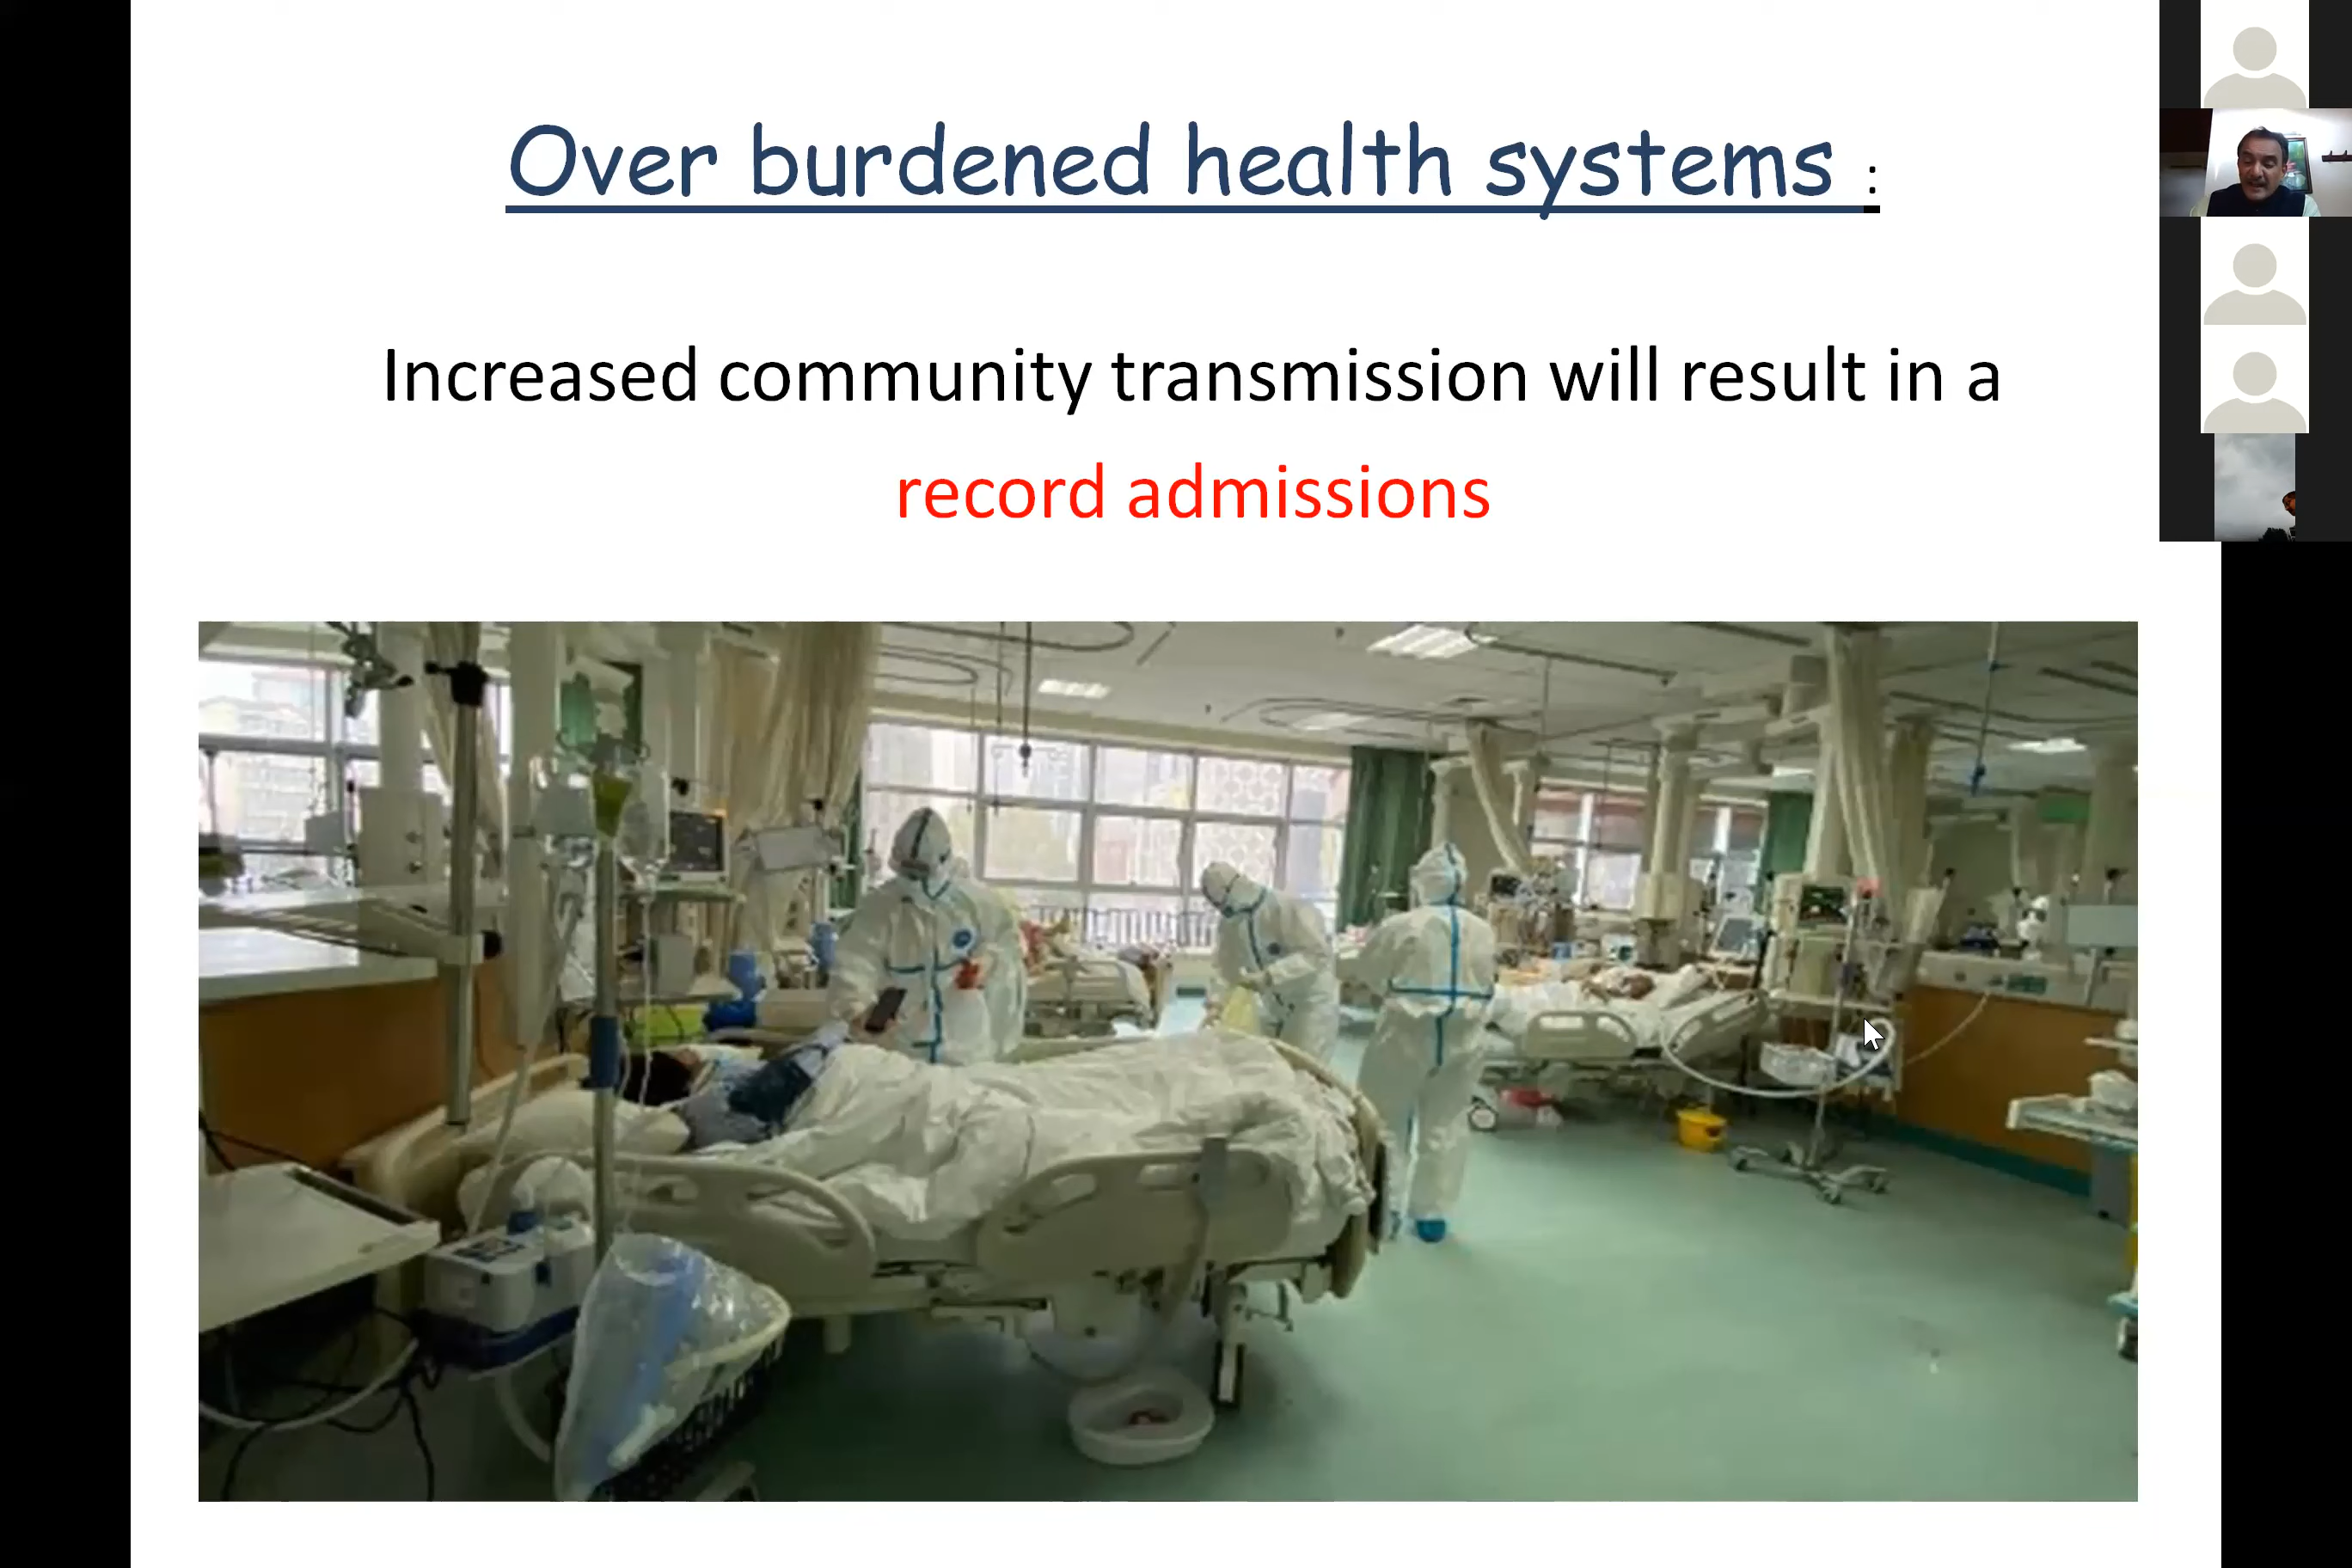 Over burdened health systems :
Increased community transmission will result in a
record admissions